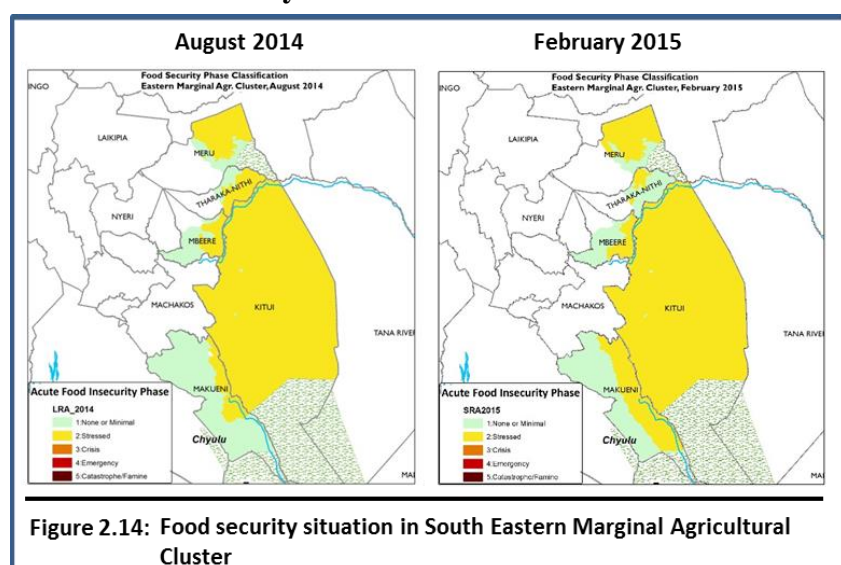 August 2014
February 2015
Food Security Phase Classification
Eastern Marginal Agr. Cluster, August 2014
INGO
LAIKIPIA
MERU
THARAKA-NITHI
NYERI
MBEERE
MACHAKOS
KITUI
TANA RIVER
MAKUENI
Chyulu
Acute Food Insecurity Phase
LRA_2014
1:None or Minimal
2:Stressed
3:Crisis
4:Emergency
5:Catastrophe/Famine
Food Security Phase Classification
Eastern Marginal Agr. Cluster, February 2015
INGO
LAIKIPIA
MERU
THARAKA-NITHI
NYERI
MBEERE
MACHAKOS
KITUI
TANA RIVE
MAKUENI
Chyulu
MA
Acute Food Insecurity Phase
SRA2015
1:None or Minimal
2:Stressed
3:Crisis
4:Emergency
5:Catastrophe/Famine
Figure 2.14: Food security situation in South Eastern Marginal Agricultural
Cluster